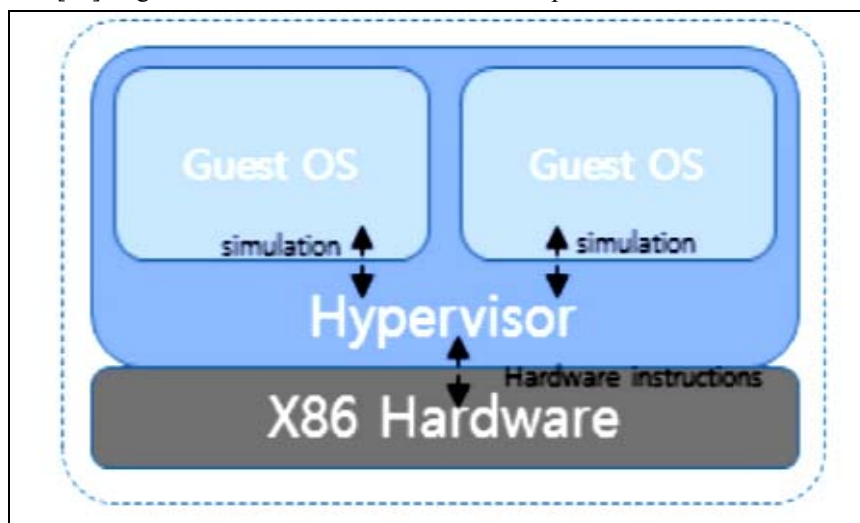 Guest OS
Guest OS
simulation
simulation
Hypervisor
Hardware instructions
X86 Hardware